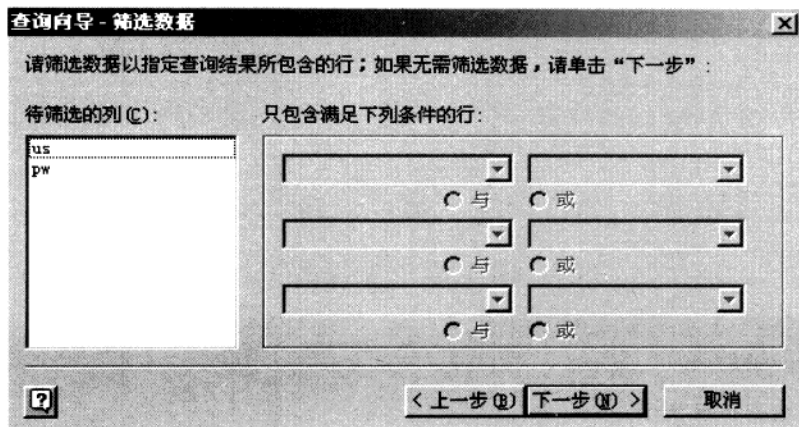 查询向导 - 筛选数据
请筛选数据以指定查询结果所包含的行；如果无需筛选数据，请单击“下一步”：
待筛选的列(C)： 只包含满足下列条件的行：
us
pw
与 或
与 或
与 或
< 上一步(B) 下一步(N) > 取消